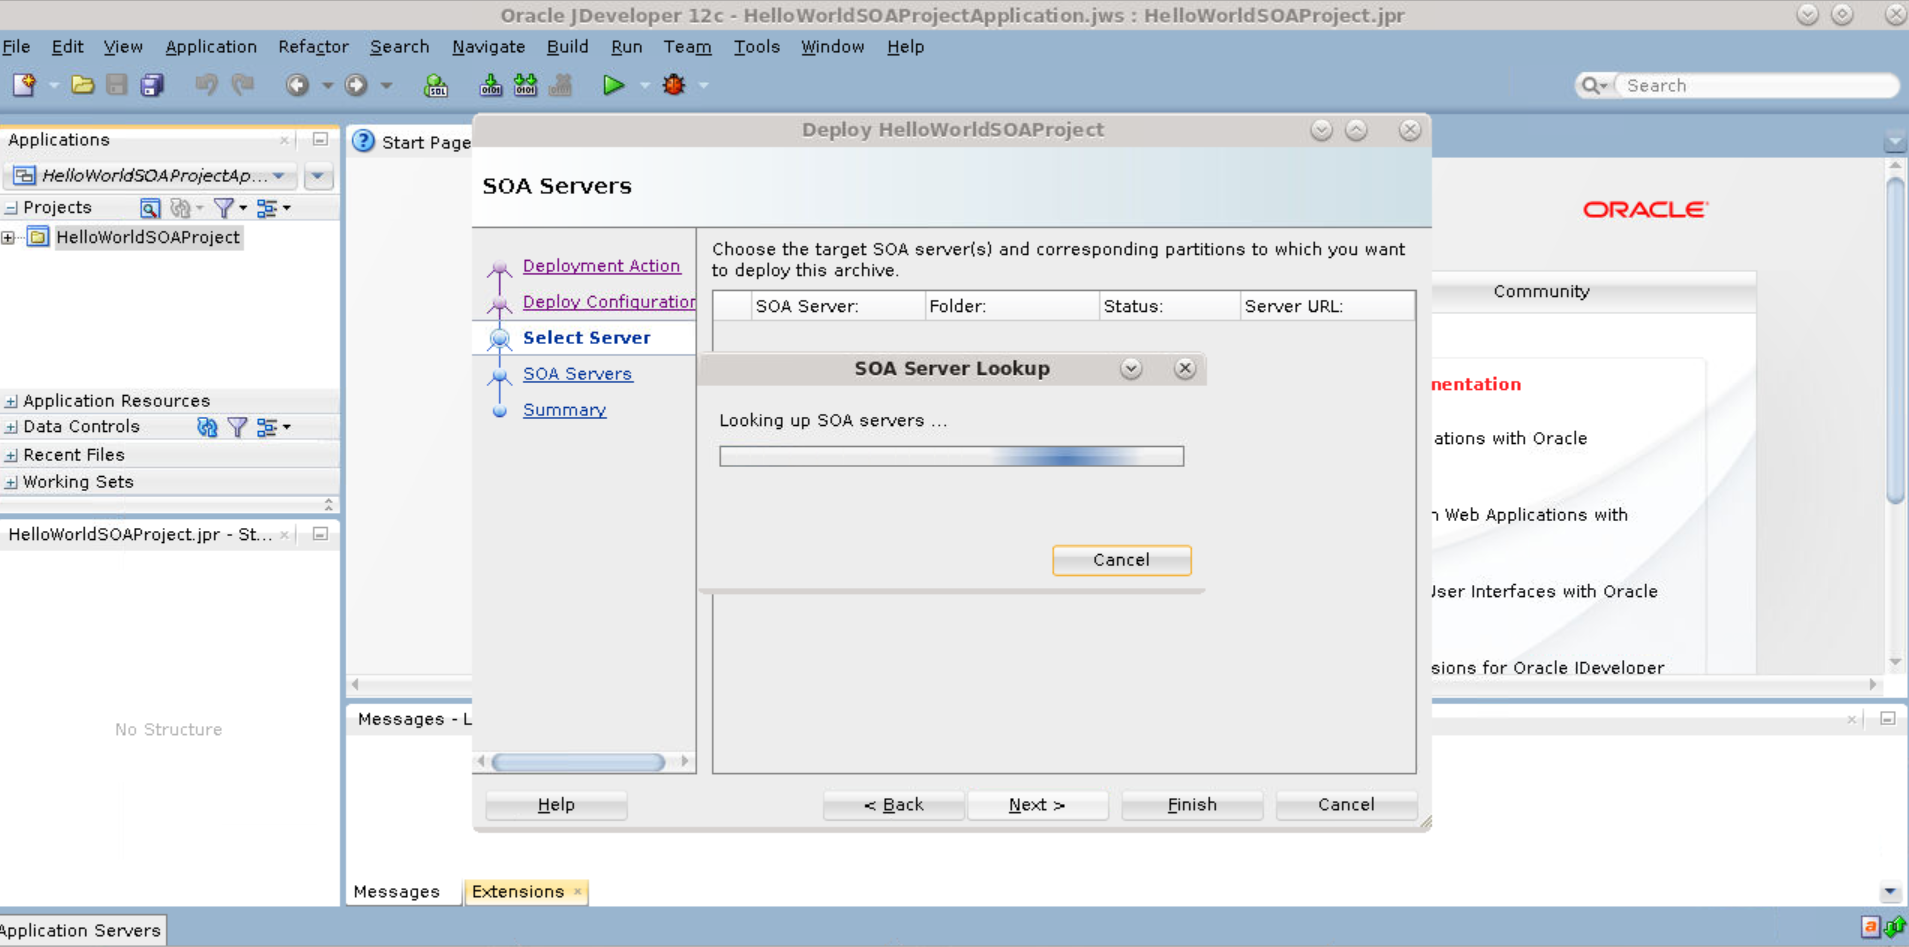 Oracle JDeveloper 12c - HelloWorldSOAProjectApplication.jws : HelloWorldSOAProject.jpr
File Edit View Application Refactor Search Navigate Build Run Team Tools Window Help
Search
Applications
HelloWorldSOAProjectAp...
Projects
HelloWorldSOAProject
Application Resources
Data Controls
Recent Files
Working Sets
HelloWorldSOAProject.jpr - St...
No Structure
Start Page
Deploy HelloWorldSOAProject
SOA Servers
Deployment Action
Deploy Configuration
Select Server
SOA Servers
Summary
Choose the target SOA server(s) and corresponding partitions to which you want
to deploy this archive.
SOA Server: Folder: Status: Server URL:
SOA Server Lookup
Looking up SOA servers ...
Cancel
Help < Back Next > Finish Cancel
ORACLE
Community
nentation
ations with Oracle
n Web Applications with
User Interfaces with Oracle
sions for Oracle JDeveloper
Messages - L
Messages Extensions
Application Servers